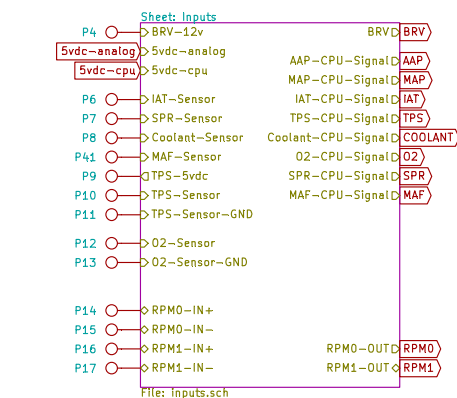 Sheet: Inputs
P4 BRV-12v BRV BRV
5vdc-analog 5vdc-analog
AAP-CPU-Signal AAP
5vdc-cpu 5vdc-cpu
MAP-CPU-Signal MAP
P6 IAT-Sensor IAT-CPU-Signal IAT
P7 SPR-Sensor TPS-CPU-Signal TPS
P8 Coolant-Sensor Coolant-CPU-Signal COOLANT
P41 MAF-Sensor O2-CPU-Signal O2
P9 TPS-5vdc SPR-CPU-Signal SPR
P10 TPS-Sensor MAF-CPU-Signal MAF
P11 TPS-Sensor-GND
P12 O2-Sensor
P13 O2-Sensor-GND
P14 RPM0-IN+
P15 RPM0-IN-
P16 RPM1-IN+ RPM0-OUT RPM0
P17 RPM1-IN- RPM1-OUT RPM1
File: inputs.sch